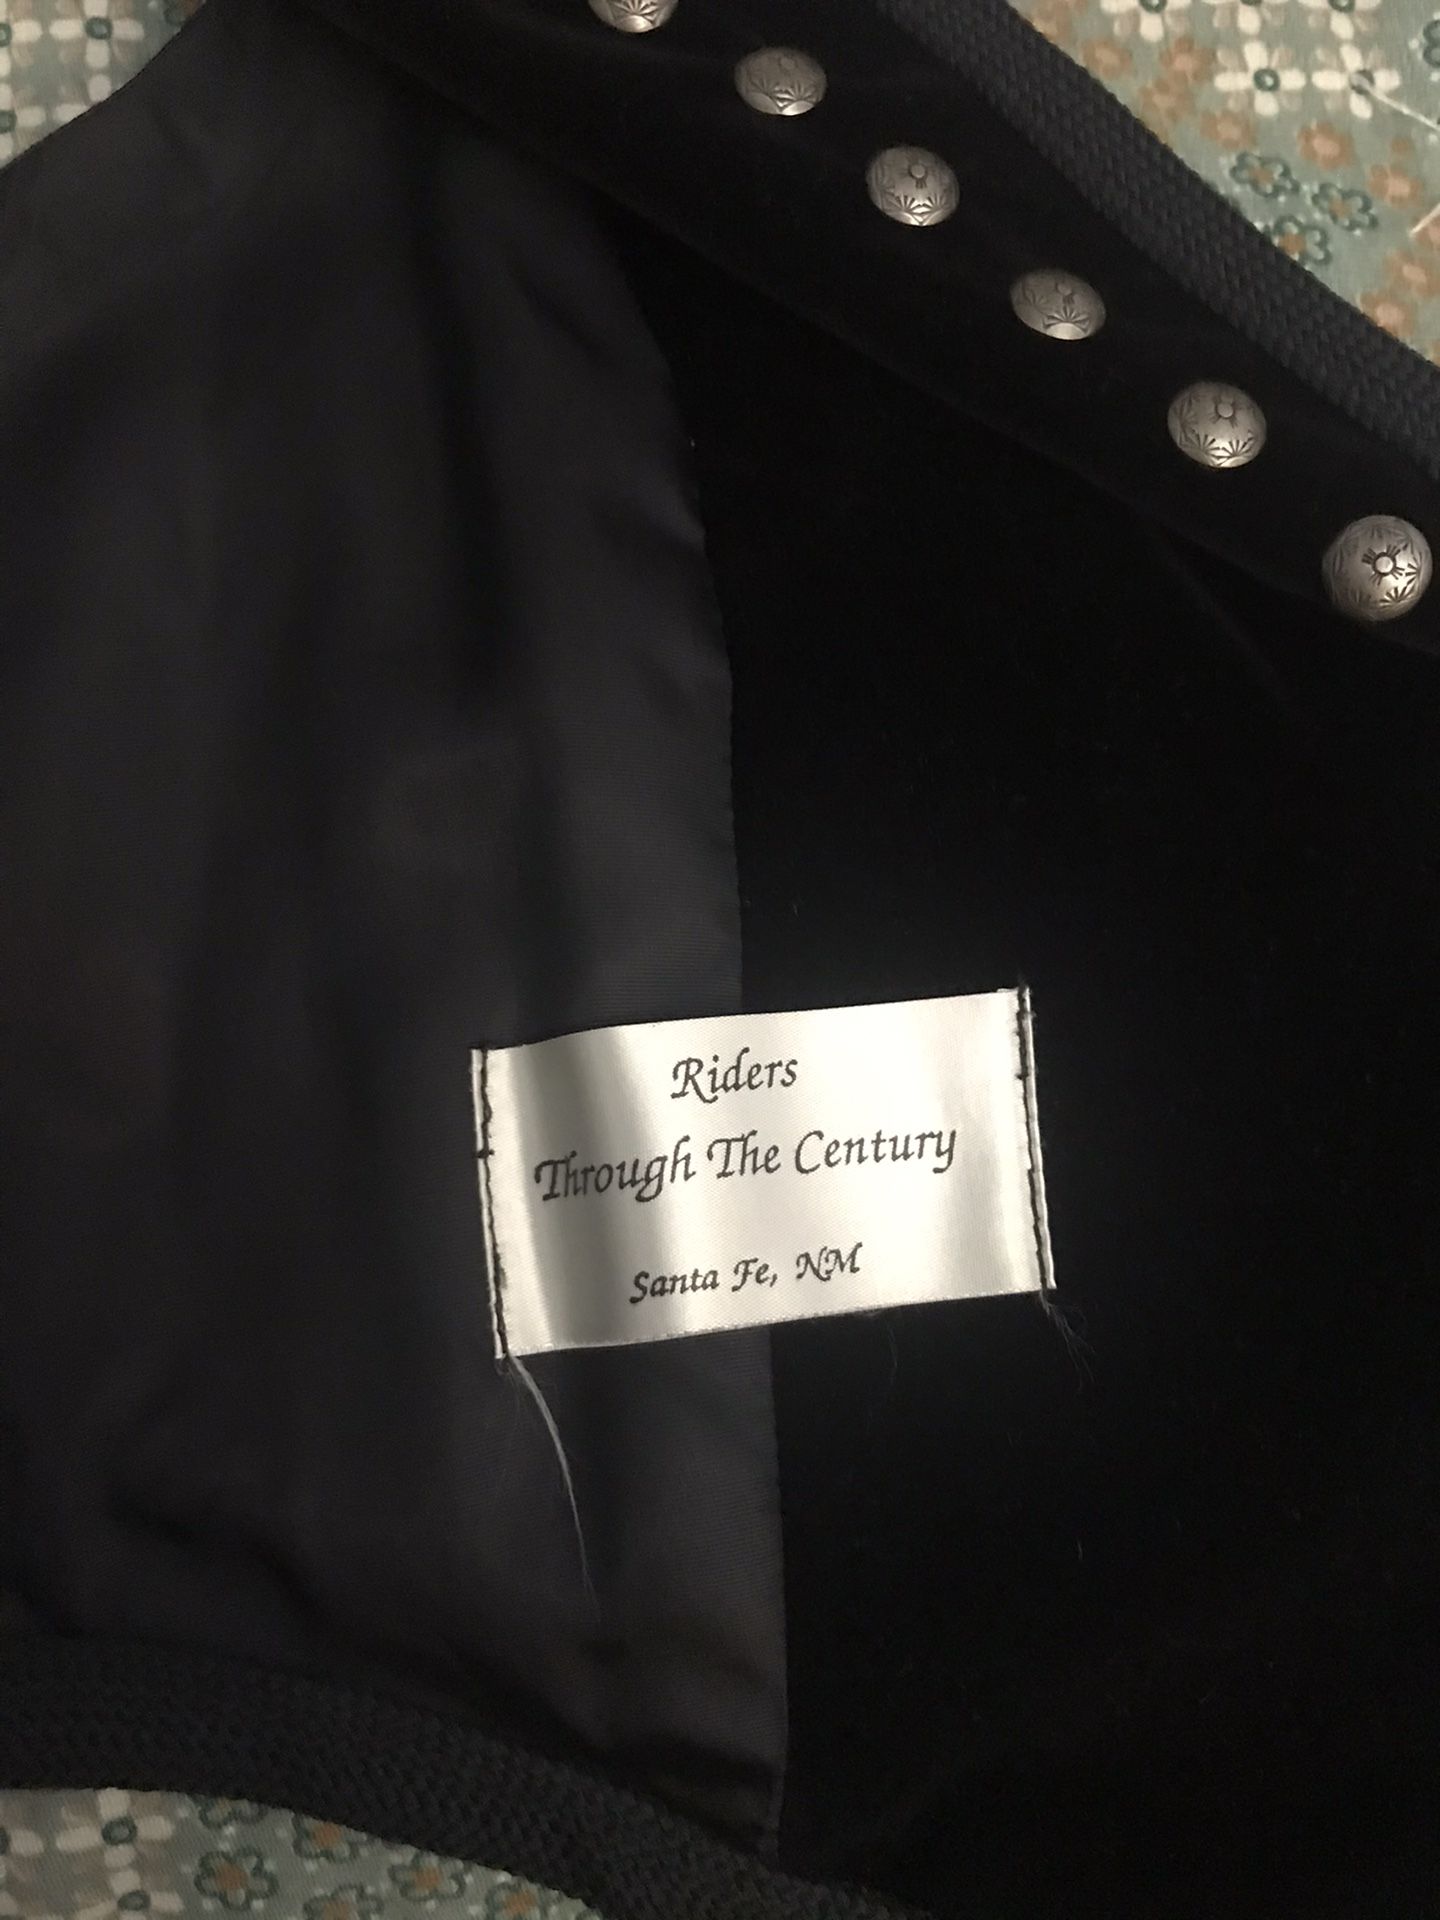 Riders
Through The Century
Santa Fe, NM